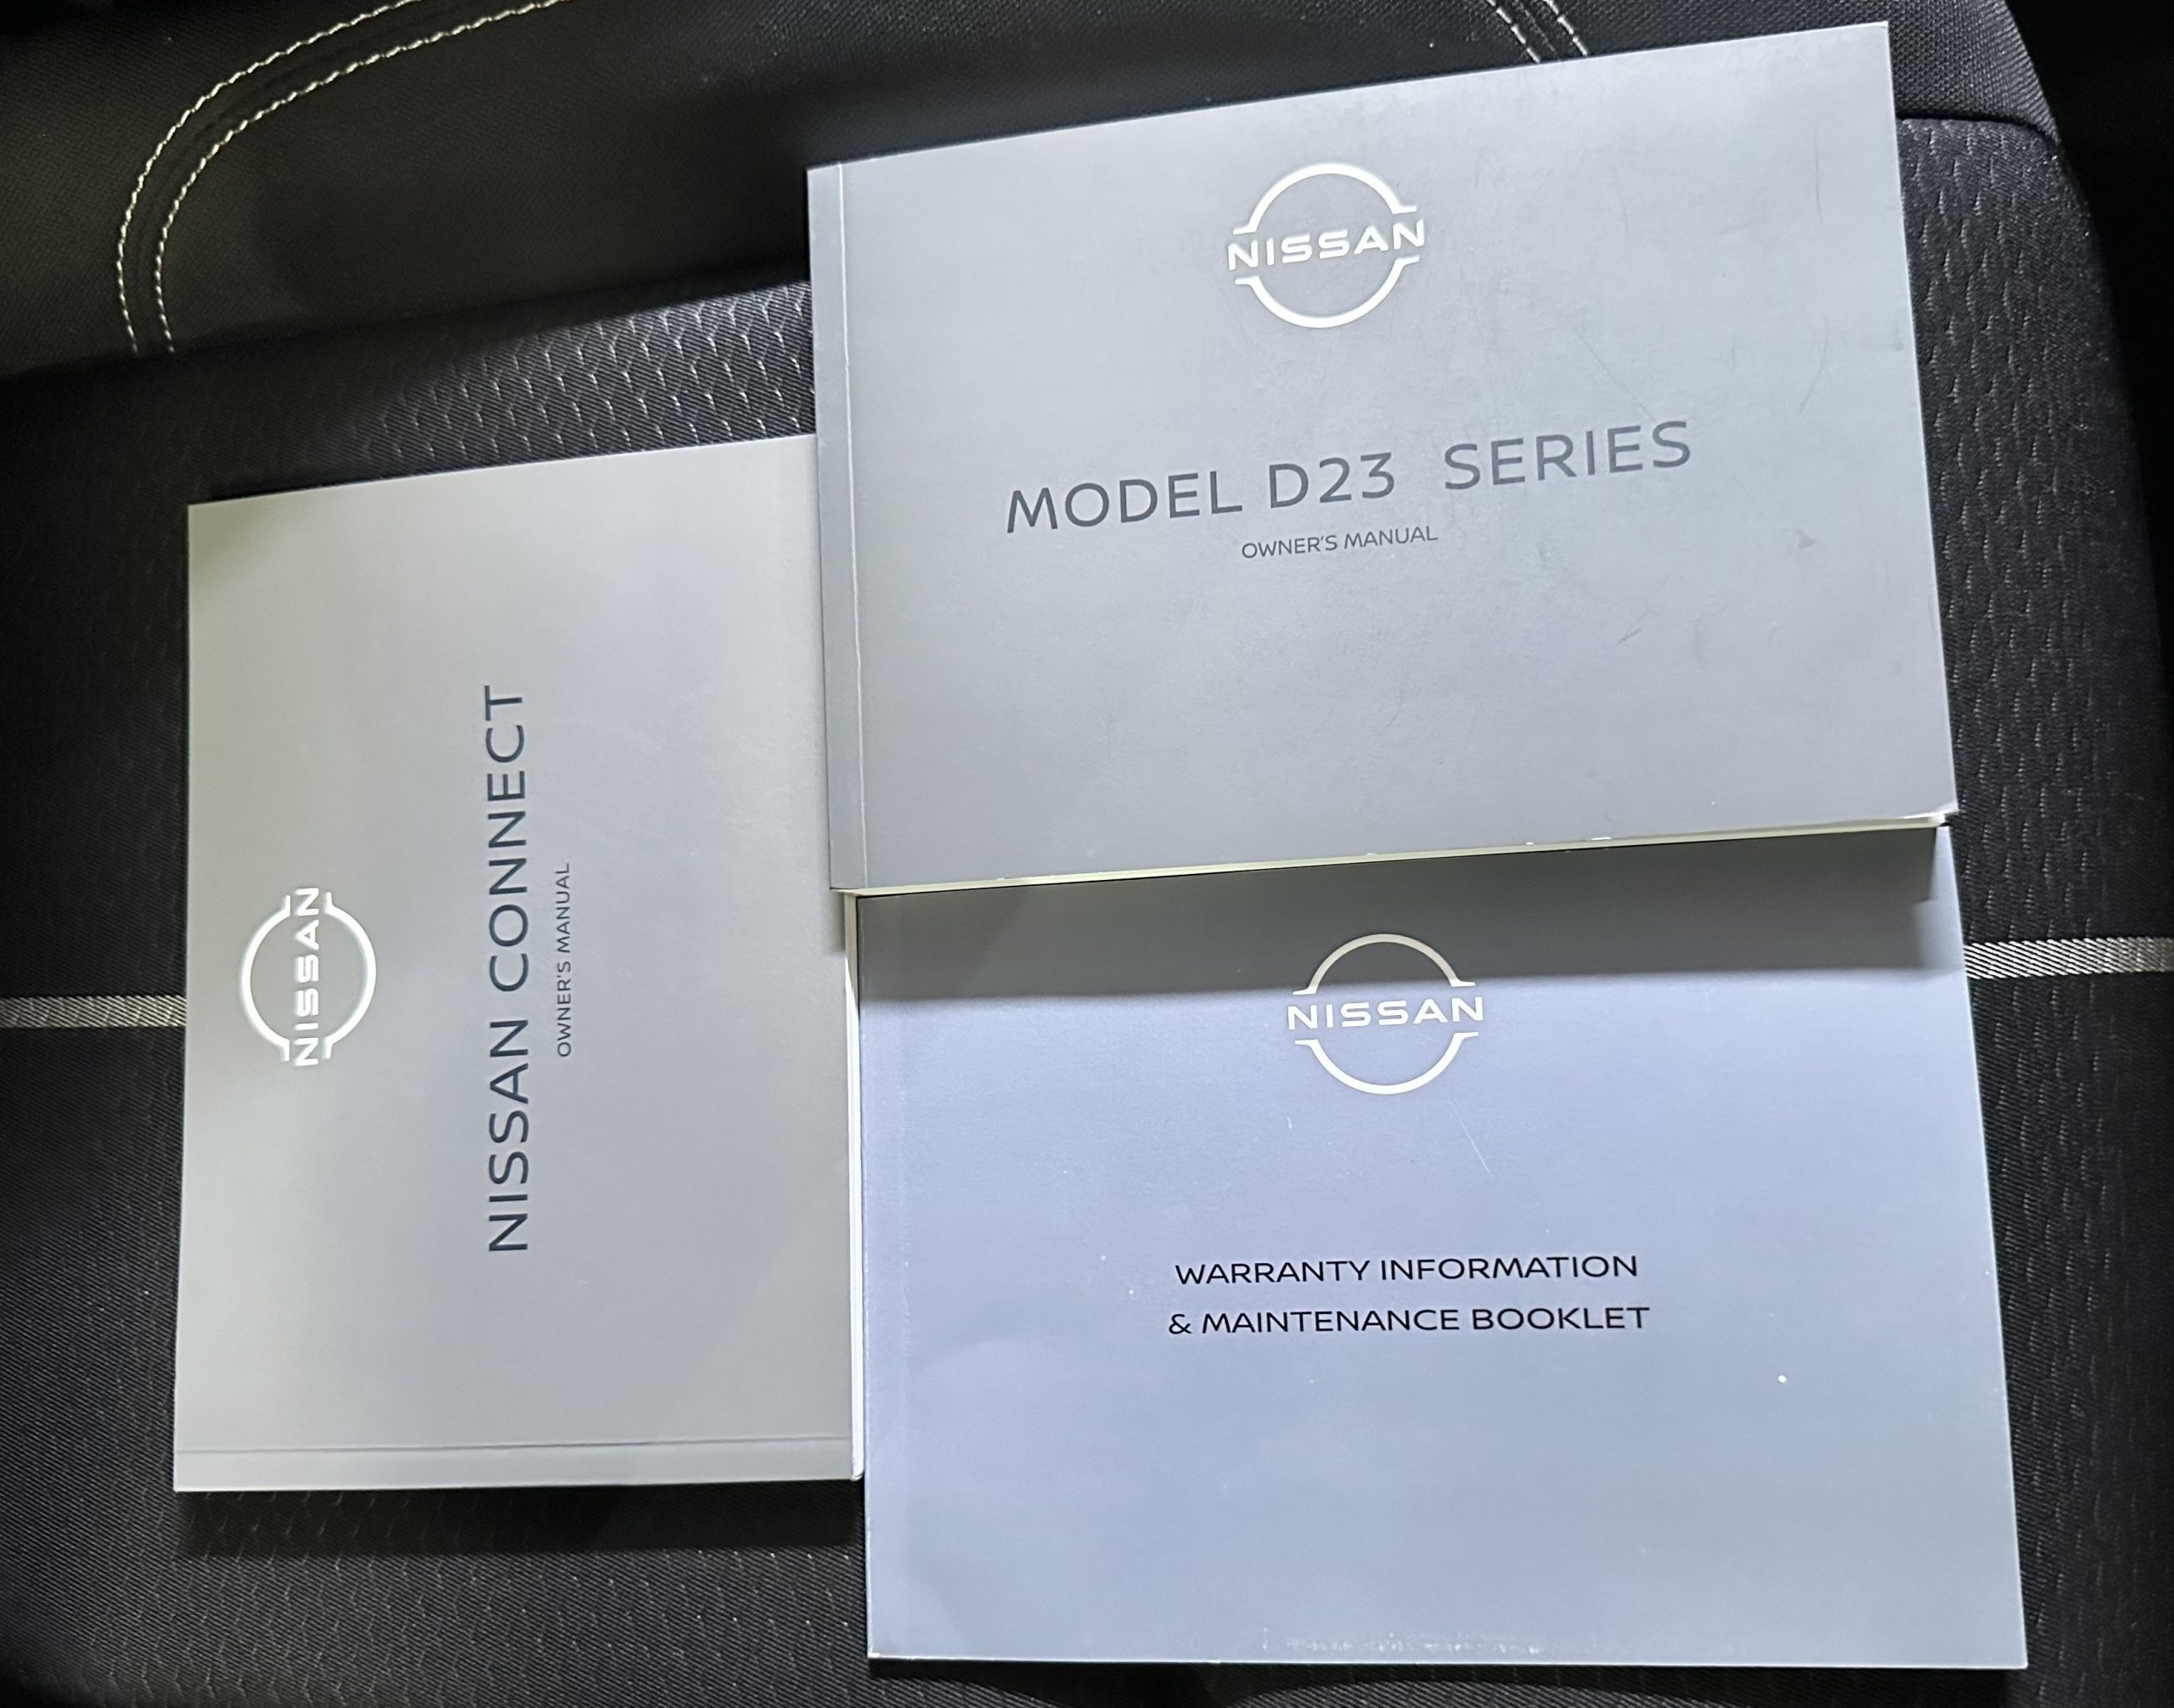 NISSAN
MODEL D23 SERIES
OWNER'S MANUAL
NISSAN
NISSAN CONNECT
OWNER'S MANUAL
NISSAN
WARRANTY INFORMATION
& MAINTENANCE BOOKLET